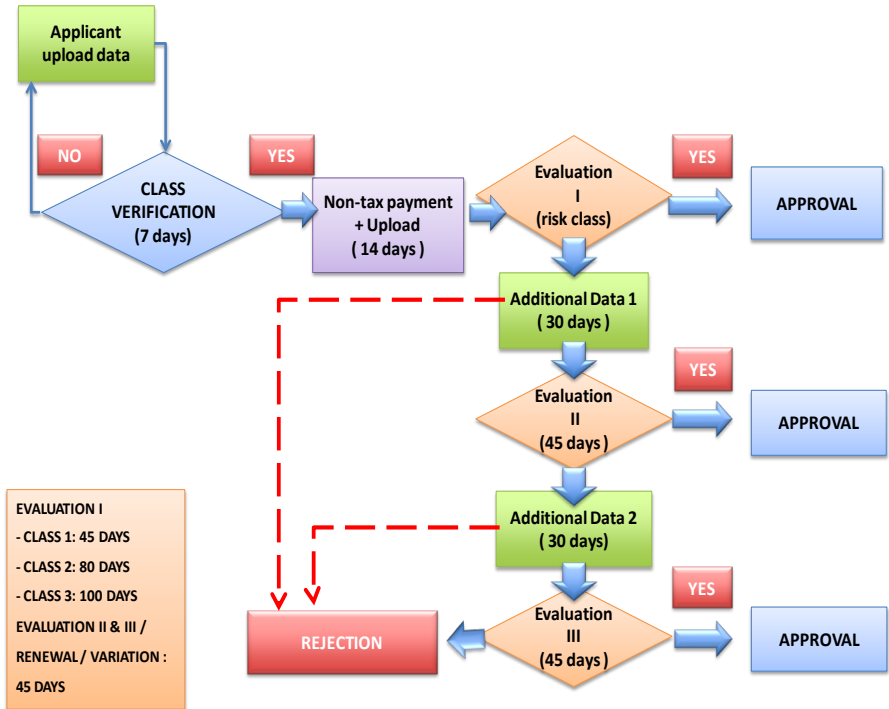 Applicant
upload data
NO
YES
CLASS
VERIFICATION
(7 days)
Non-tax payment
+ Upload
( 14 days )
Evaluation
I
(risk class)
YES
APPROVAL
Additional Data 1
( 30 days )
Evaluation
II
(45 days)
YES
APPROVAL
Additional Data 2
( 30 days)
Evaluation
III
(45 days )
YES
APPROVAL
REJECTION
EVALUATION I
- CLASS 1: 45 DAYS
- CLASS 2: 80 DAYS
- CLASS 3: 100 DAYS
EVALUATION II & III /
RENEWAL / VARIATION :
45 DAYS